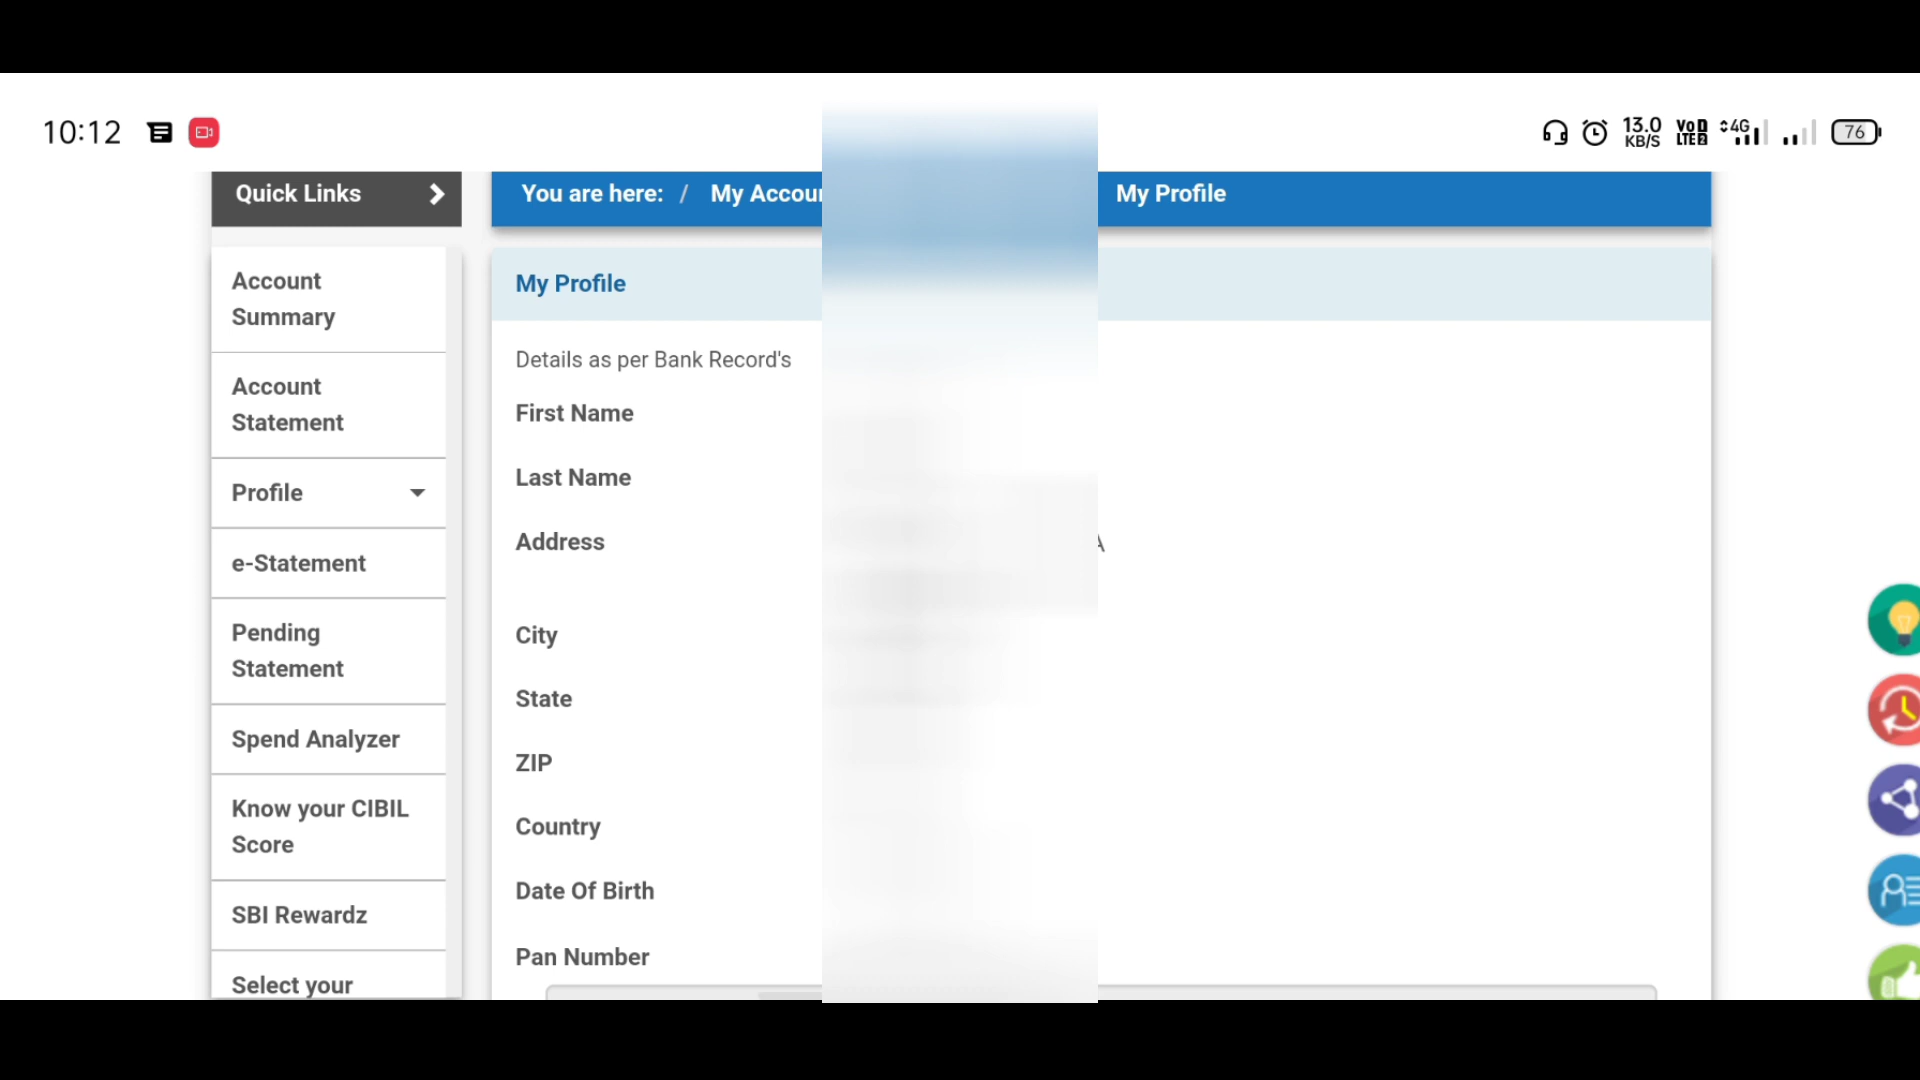 10:12
13.0
KB/S
VoD
LTE2
4G
76
Quick Links
You are here: / My Accou
My Profile
Account
Summary
Account
Statement
Profile
e-Statement
Pending
Statement
Spend Analyzer
Know your CIBIL
Score
SBI Rewardz
Select your
My Profile
Details as per Bank Record's
First Name
Last Name
Address
City
State
ZIP
Country
Date Of Birth
Pan Number